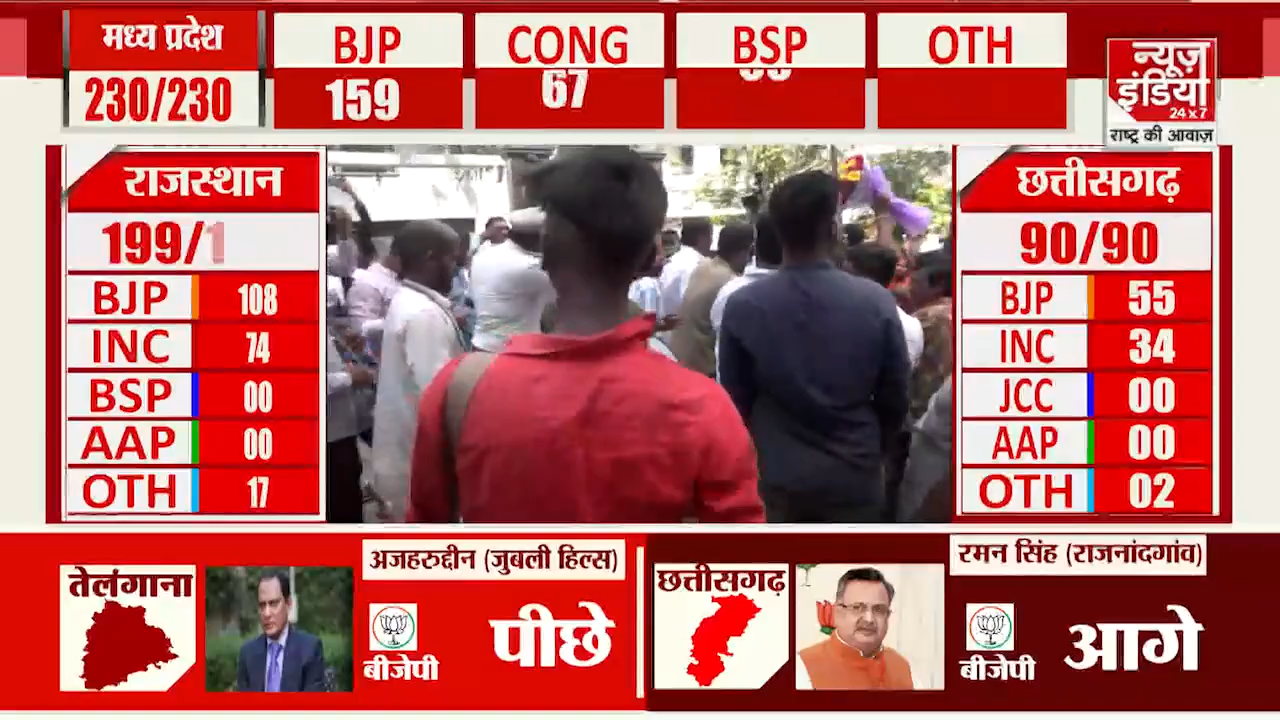 मध्य प्रदेश
230/230
BJP
159
CONG
67
BSP
OTH
न्यूज़
इंडिया
24x7
राष्ट्र की आवाज़
राजस्थान
199/1
BJP 108
INC 74
BSP 00
AAP 00
OTH 17
छत्तीसगढ़
90/90
BJP 55
INC 34
JCC 00
AAP 00
OTH 02
तेलंगाना
अजहरुद्दीन (जुबली हिल्स)
बीजेपी
पीछे
छत्तीसगढ़
रमन सिंह (राजनांदगांव)
बीजेपी
आगे